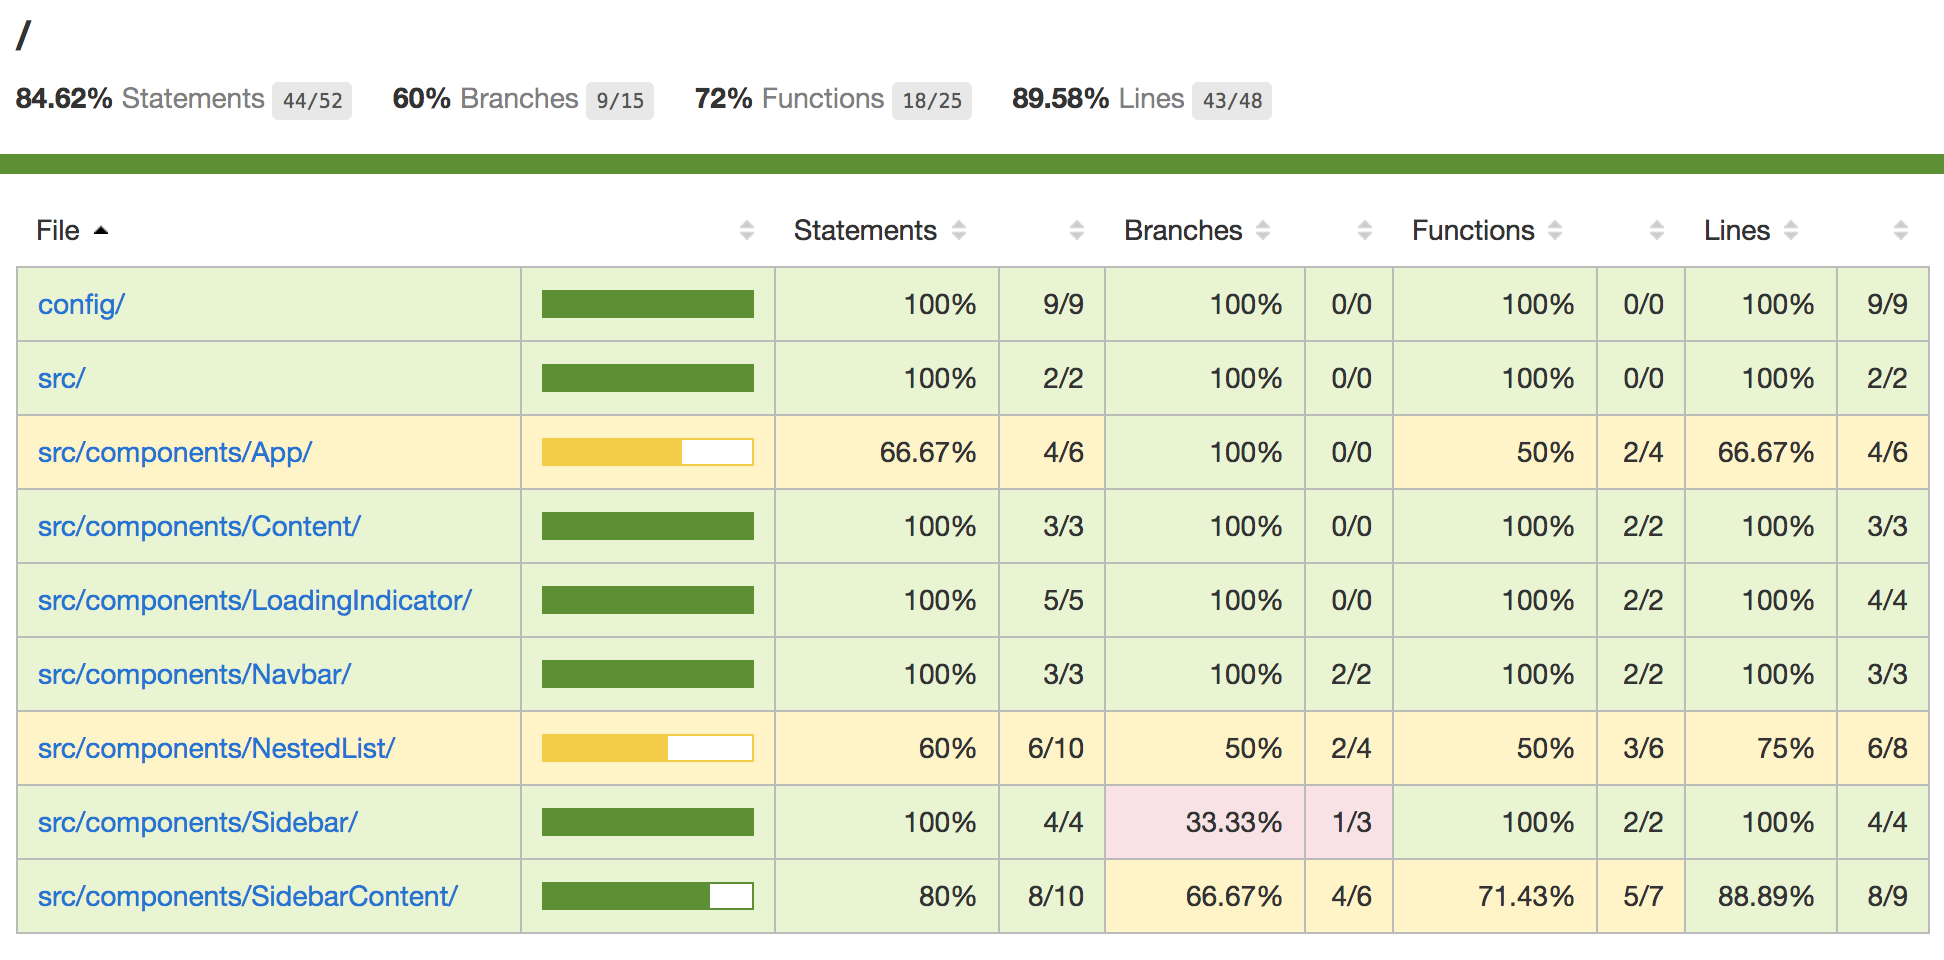 /
84.62% Statements 44/52 60% Branches 9/15 72% Functions 18/25 89.58% Lines 43/48
File Statements Branches Functions Lines
config/ 100% 9/9 100% 0/0 100% 0/0 100% 9/9
src/ 100% 2/2 100% 0/0 100% 0/0 100% 2/2
src/components/App/ 66.67% 4/6 100% 0/0 50% 2/4 66.67% 4/6
src/components/Content/ 100% 3/3 100% 0/0 100% 2/2 100% 3/3
src/components/LoadingIndicator/ 100% 5/5 100% 0/0 100% 2/2 100% 4/4
src/components/Navbar/ 100% 3/3 100% 2/2 100% 2/2 100% 3/3
src/components/NestedList/ 60% 6/10 50% 2/4 50% 3/6 75% 6/8
src/components/Sidebar/ 100% 4/4 33.33% 1/3 100% 2/2 100% 4/4
src/components/SidebarContent/ 80% 8/10 66.67% 4/6 71.43% 5/7 88.89% 8/9